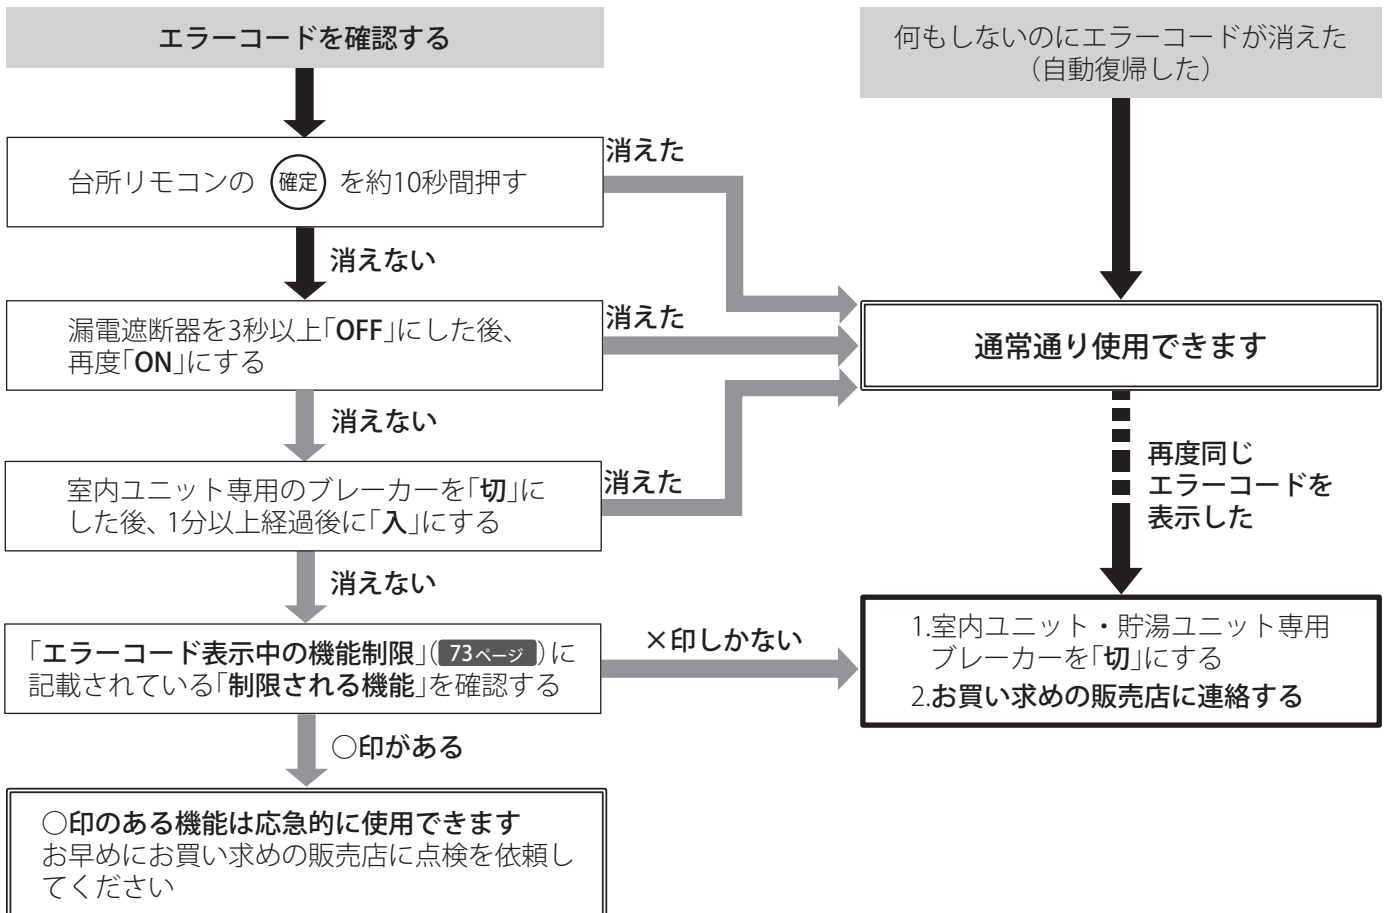 エラーコードを確認する
台所リモコンの 確定 を約10秒間押す
消えた
消えない
漏電遮断器を3秒以上「OFF」にした後、
再度「ON」にする
消えた
消えない
室内ユニット専用のブレーカーを「切」に
した後、1分以上経過後に「入」にする
消えた
消えない
「エラーコード表示中の機能制限」(73ページ)に
記載されている「制限される機能」を確認する
×印しかない
○印がある
○印のある機能は応急的に使用できます
お早めにお買い求めの販売店に点検を依頼し
てください
何もしないのにエラーコードが消えた
(自動復帰した)
通常通り使用できます
再度同じ
エラーコードを
表示した
1.室内ユニット・貯湯ユニット専用
ブレーカーを「切」にする
2.お買い求めの販売店に連絡する